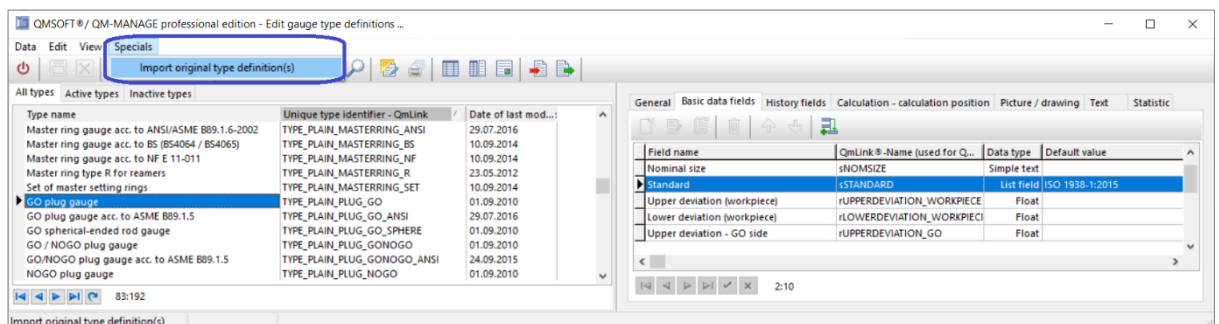 QMSOFT®/ QM-MANAGE professional edition - Edit gauge type definitions ...
Data Edit View Specials
Import original type definition(s)
All types Active types Inactive types
Type name Unique type identifier - QmLink Date of last mod...
Master ring gauge acc. to ANSI/ASME B89.1.6-2002 TYPE_PLAIN_MASTERRING_ANSI 29.07.2016
Master ring gauge acc. to BS (BS4064 / BS4065) TYPE_PLAIN_MASTERRING_BS 10.09.2014
Master ring gauge acc. to NF E 11-011 TYPE_PLAIN_MASTERRING_NF 10.09.2014
Master ring type R for reamers TYPE_PLAIN_MASTERRING_R 23.05.2012
Set of master setting rings TYPE_PLAIN_MASTERRING_SET 10.09.2014
GO plug gauge TYPE_PLAIN_PLUG_GO 01.09.2010
GO plug gauge acc. to ASME B89.1.5 TYPE_PLAIN_PLUG_GO_ANSI 29.07.2016
GO spherical-ended rod gauge TYPE_PLAIN_PLUG_GO_SPHERE 01.09.2010
GO / NOGO plug gauge TYPE_PLAIN_PLUG_GONOGO 01.09.2010
GO/NOGO plug gauge acc. to ASME B89.1.5 TYPE_PLAIN_PLUG_GONOGO_ANSI 24.09.2015
NOGO plug gauge TYPE_PLAIN_PLUG_NOGO 01.09.2010
83:192
General Basic data fields History fields Calculation - calculation position Picture / drawing Text Statistic
Field name QmLink®-Name (used for Q... Data type Default value
Nominal size sNOMSIZE Simple text
Standard sSTANDARD List field ISO 1938-1:2015
Upper deviation (workpiece) rUPPERDEVIATION_WORKPIECE Float
Lower deviation (workpiece) rLOWERDEVIATION_WORKPIECI Float
Upper deviation - GO side rUPPERDEVIATION_GO Float
2:10
Import original type definition(s)